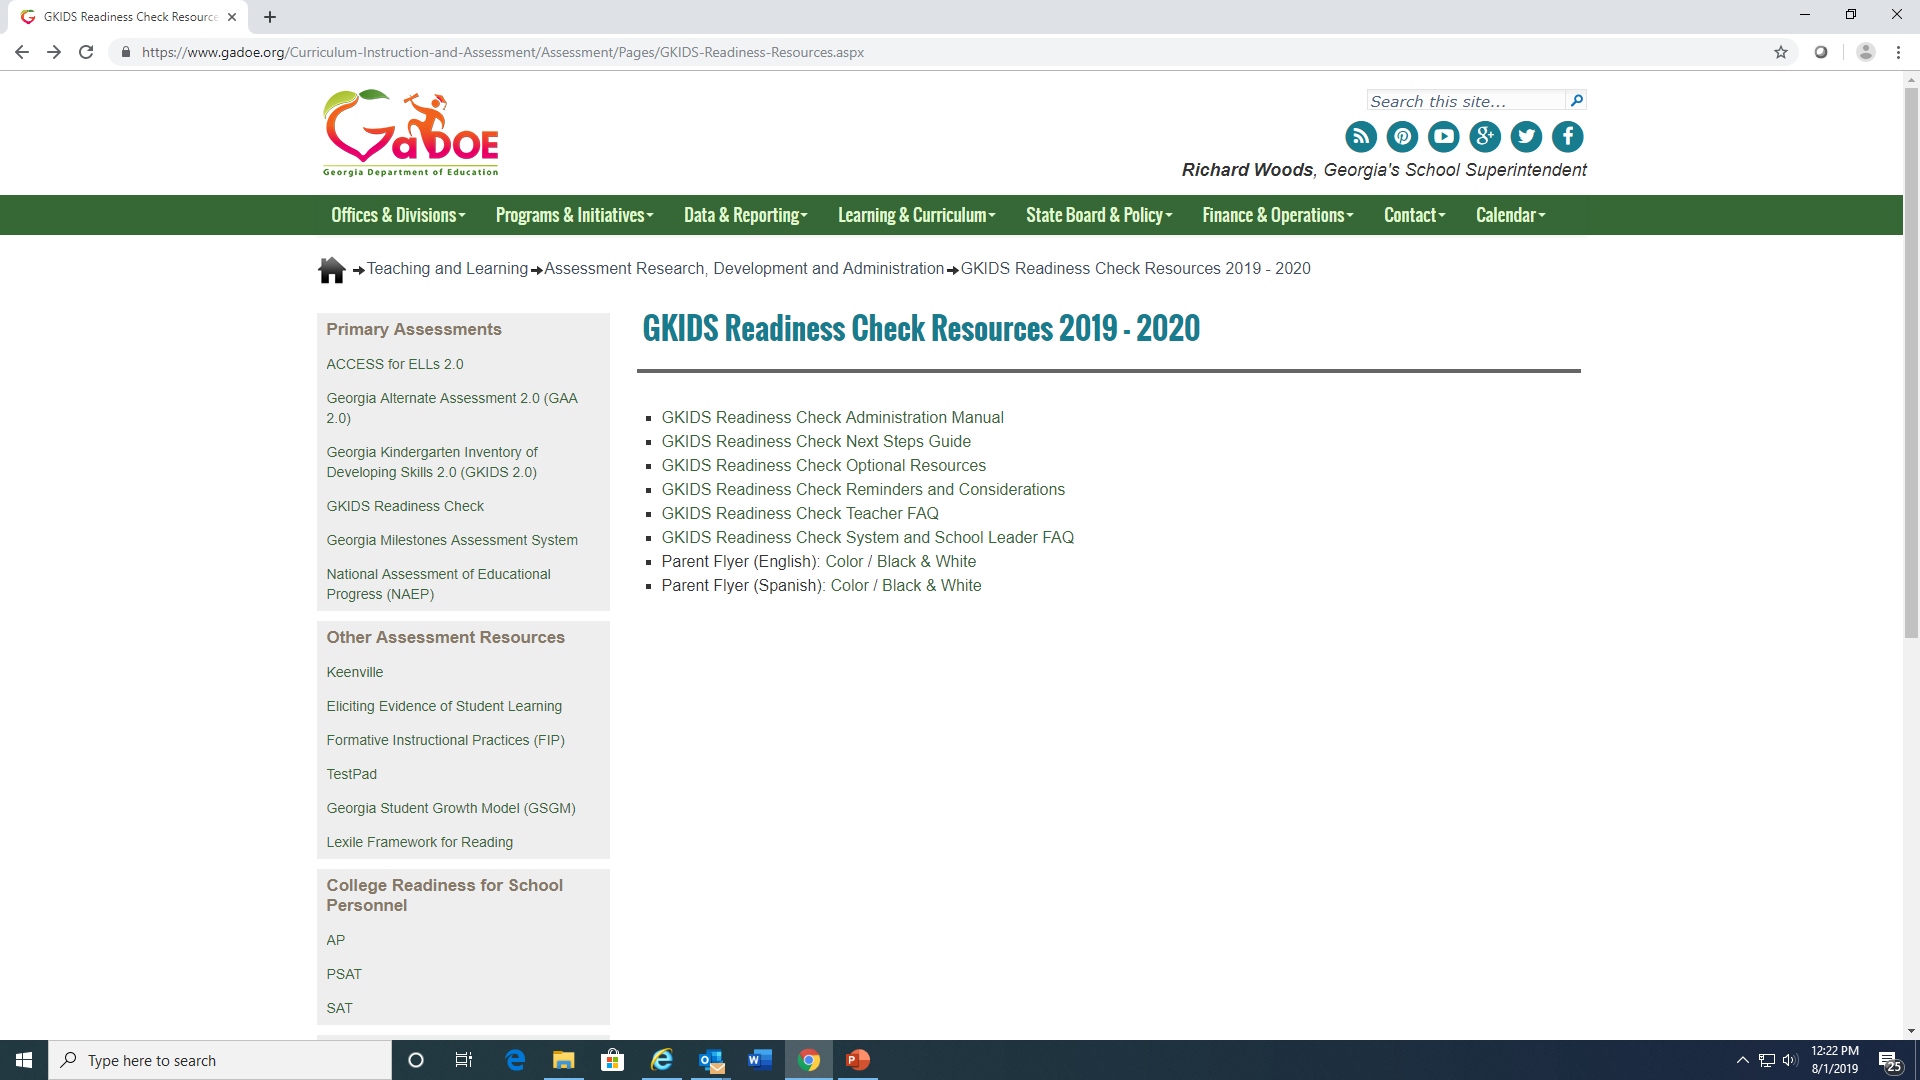 GKIDS Readiness Check Resource
https://www.gadoe.org/Curriculum-Instruction-and-Assessment/Assessment/Pages/GKIDS-Readiness-Resources.aspx
GaDOE
Georgia Department of Education
Search this site...
Richard Woods, Georgia's School Superintendent
Offices & Divisions Programs & Initiatives Data & Reporting Learning & Curriculum State Board & Policy Finance & Operations Contact Calendar
Teaching and Learning Assessment Research, Development and Administration GKIDS Readiness Check Resources 2019 - 2020
Primary Assessments
ACCESS for ELLs 2.0
Georgia Alternate Assessment 2.0 (GAA
2.0)
Georgia Kindergarten Inventory of
Developing Skills 2.0 (GKIDS 2.0)
GKIDS Readiness Check
Georgia Milestones Assessment System
National Assessment of Educational
Progress (NAEP)
Other Assessment Resources
Keenville
Eliciting Evidence of Student Learning
Formative Instructional Practices (FIP)
TestPad
Georgia Student Growth Model (GSGM)
Lexile Framework for Reading
College Readiness for School
Personnel
AP
PSAT
SAT
GKIDS Readiness Check Resources 2019 - 2020
GKIDS Readiness Check Administration Manual
GKIDS Readiness Check Next Steps Guide
GKIDS Readiness Check Optional Resources
GKIDS Readiness Check Reminders and Considerations
GKIDS Readiness Check Teacher FAQ
GKIDS Readiness Check System and School Leader FAQ
Parent Flyer (English): Color / Black & White
Parent Flyer (Spanish): Color / Black & White
Type here to search
12:22 PM
8/1/2019
25